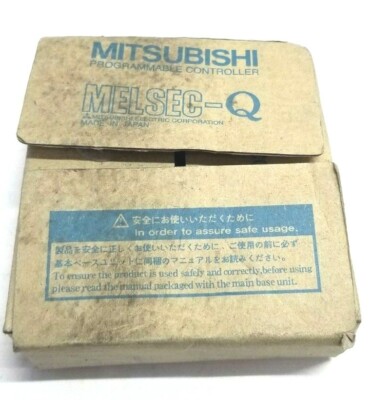 MITSUBISHI
PROGRAMMABLE CONTROLLER
MELSEC-Q
MITSUBISHI ELECTRIC CORPORATION
MADE IN JAPAN
安全にお使いいただくために
In order to assure safe usage,
製品を安全に正しくお使いいただくために、ご使用の前に必ず
基本ベースユニットに同梱のマニュアルをお読みください。
To ensure the product is used safely and correctly,before using
please read the manual packaged with the main base unit.